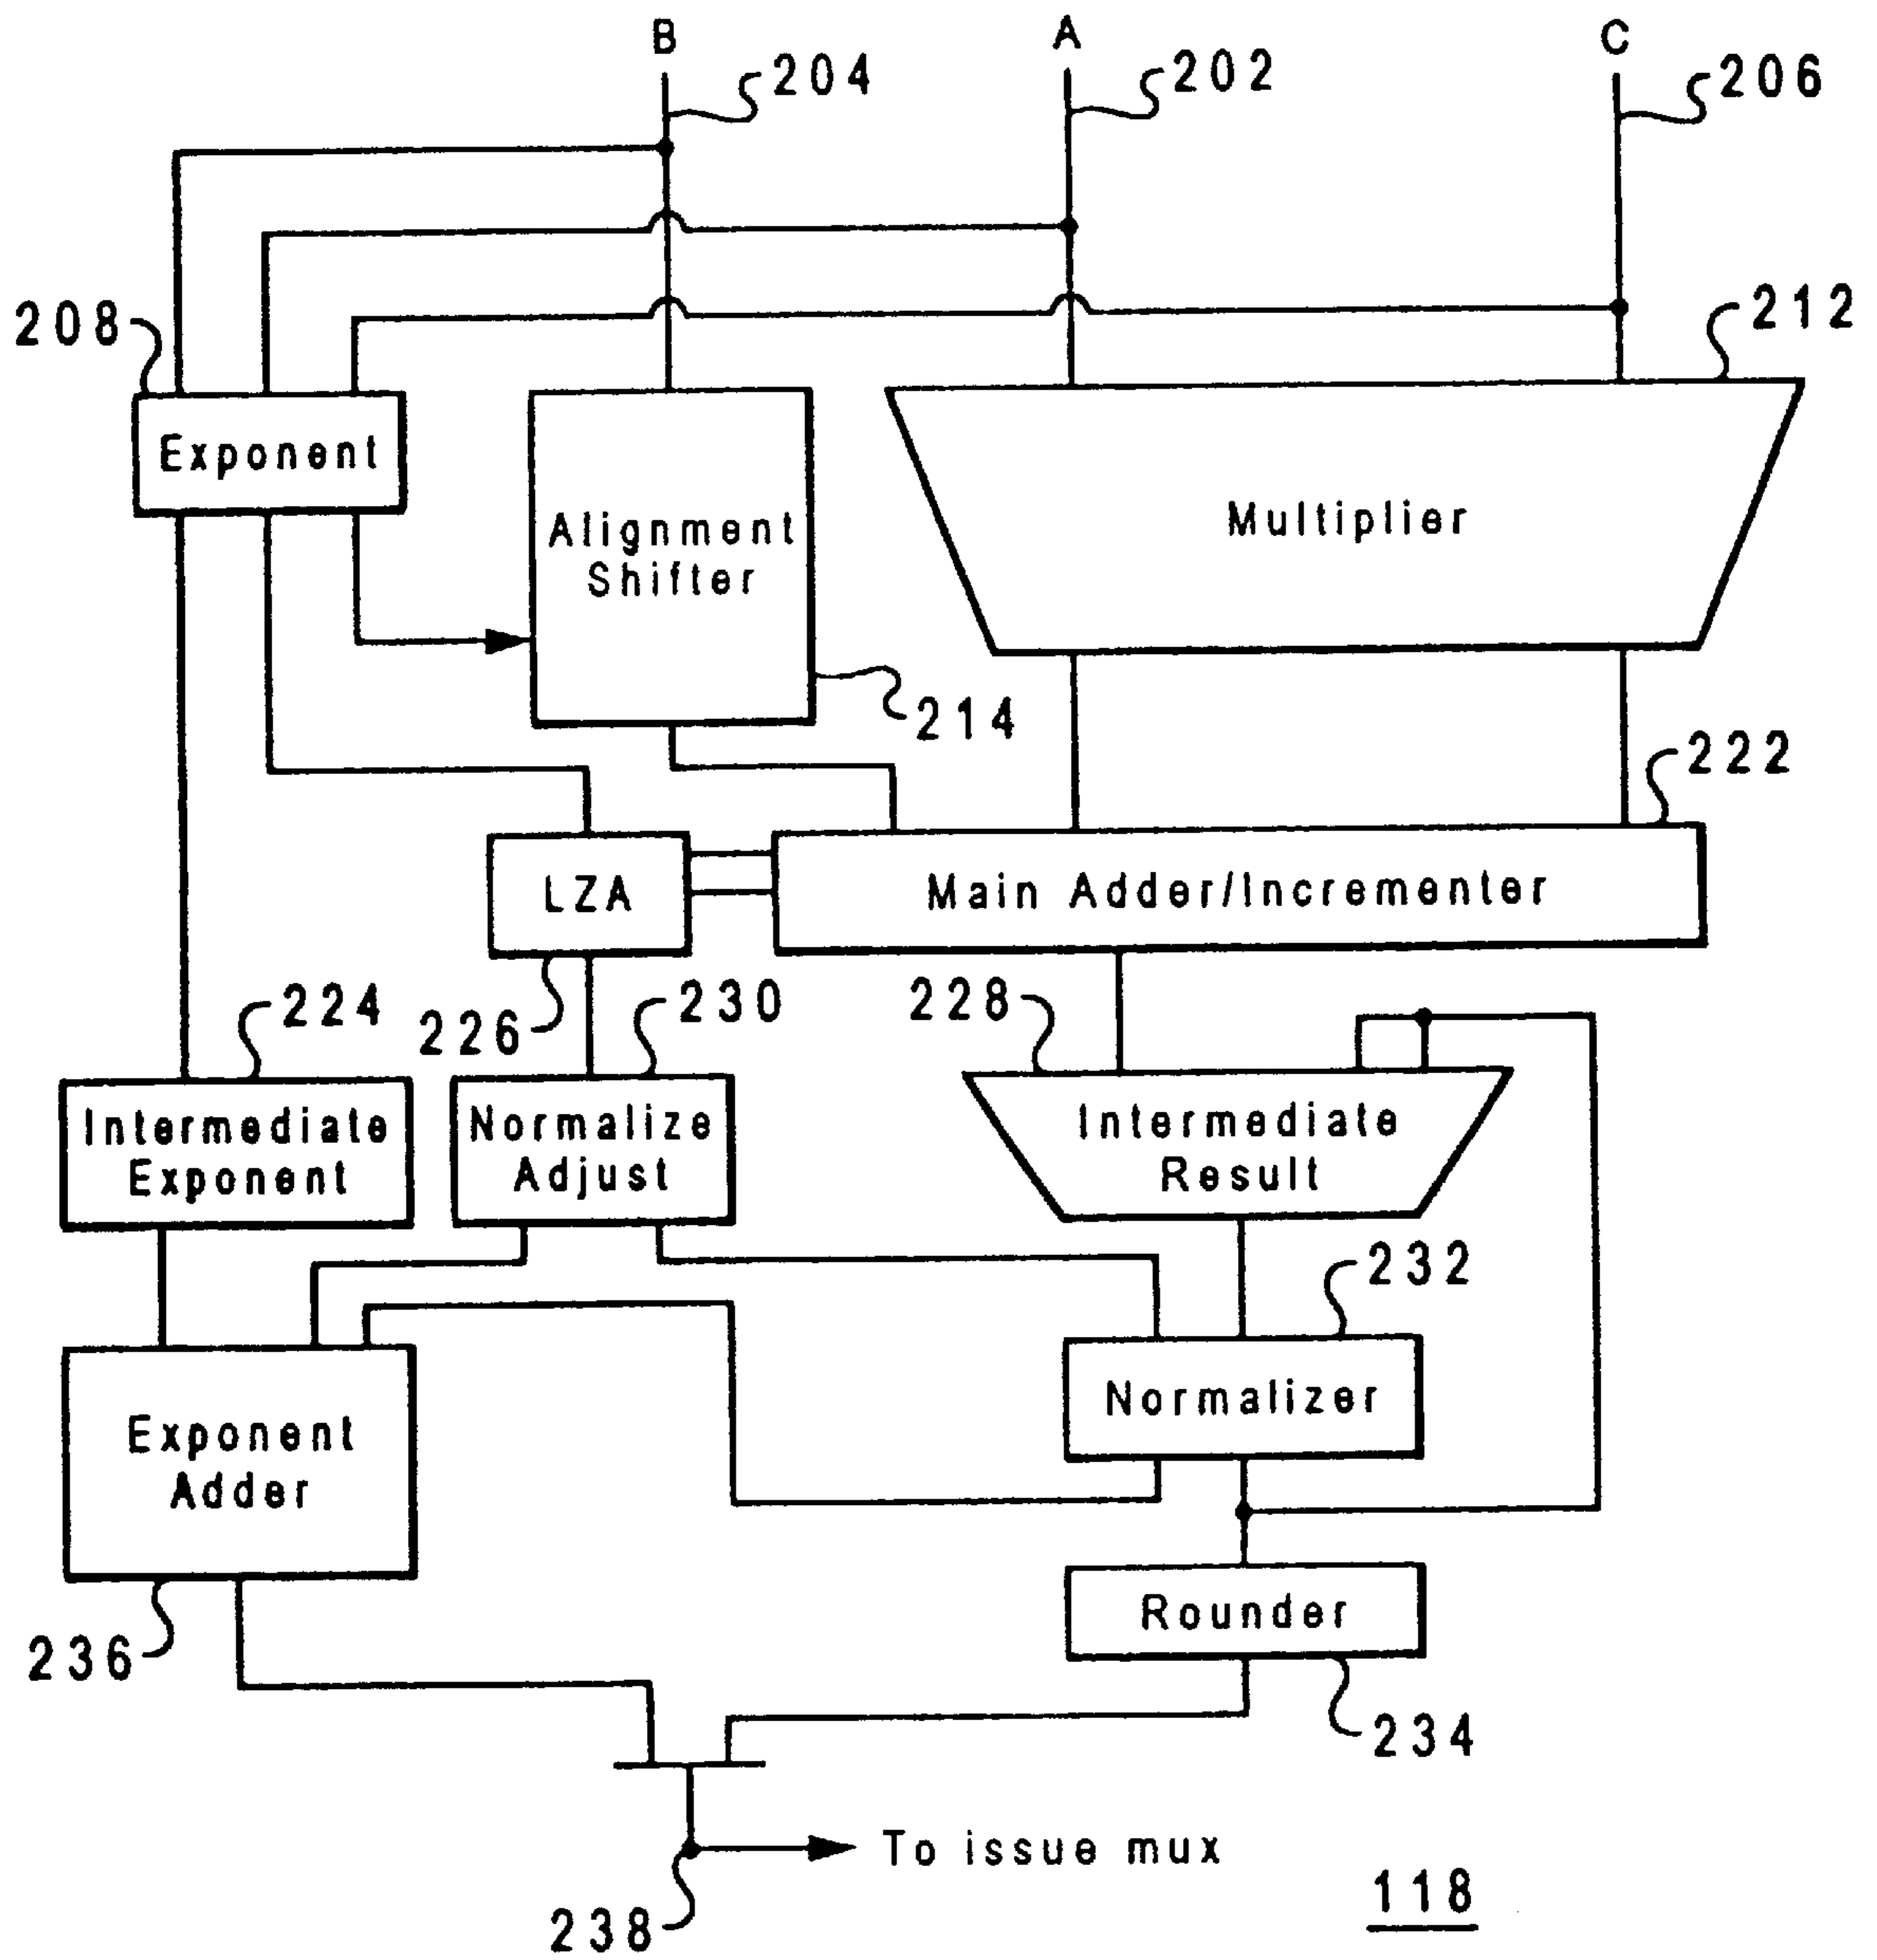 B
A
C
204
202
206
208
212
Exponent
Alignment
Shifter
Multiplier
214
222
LZA
Main Adder/Incrementer
224
226
230
228
Intermediate
Exponent
Normalize
Adjust
Intermediate
Result
232
Exponent
Adder
Normalizer
Rounder
236
234
To issue mux
238
118